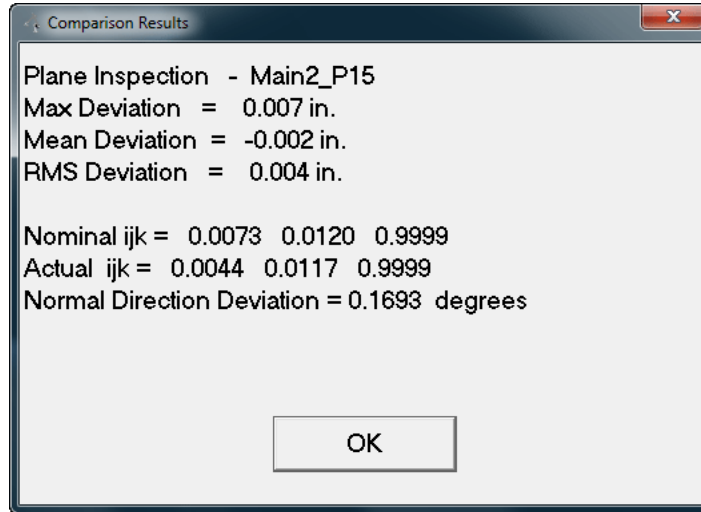 Comparison Results
x
Plane Inspection - Main2_P15
Max Deviation = 0.007 in.
Mean Deviation = -0.002 in.
RMS Deviation = 0.004 in.
Nominal ijk = 0.0073 0.0120 0.9999
Actual ijk = 0.0044 0.0117 0.9999
Normal Direction Deviation = 0.1693 degrees
OK